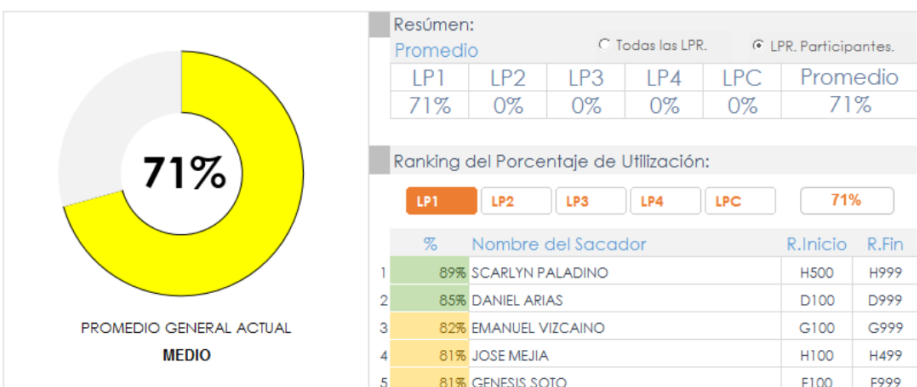 71%
PROMEDIO GENERAL ACTUAL
MEDIO
Resúmen:
Promedio
Todas las LPR.
LPR. Participantes.
LP1 LP2 LP3 LP4 LPC Promedio
71% 0% 0% 0% 0% 71%
Ranking del Porcentaje de Utilización:
LP1 LP2 LP3 LP4 LPC 71%
% Nombre del Sacador R.Inicio R.Fin
1 89% SCARLYN PALADINO H500 H999
2 85% DANIEL ARIAS D100 D999
3 82% EMANUEL VIZCAINO G100 G999
4 81% JOSE MEJIA H100 H499
5 81% GENESIS SOTO F999